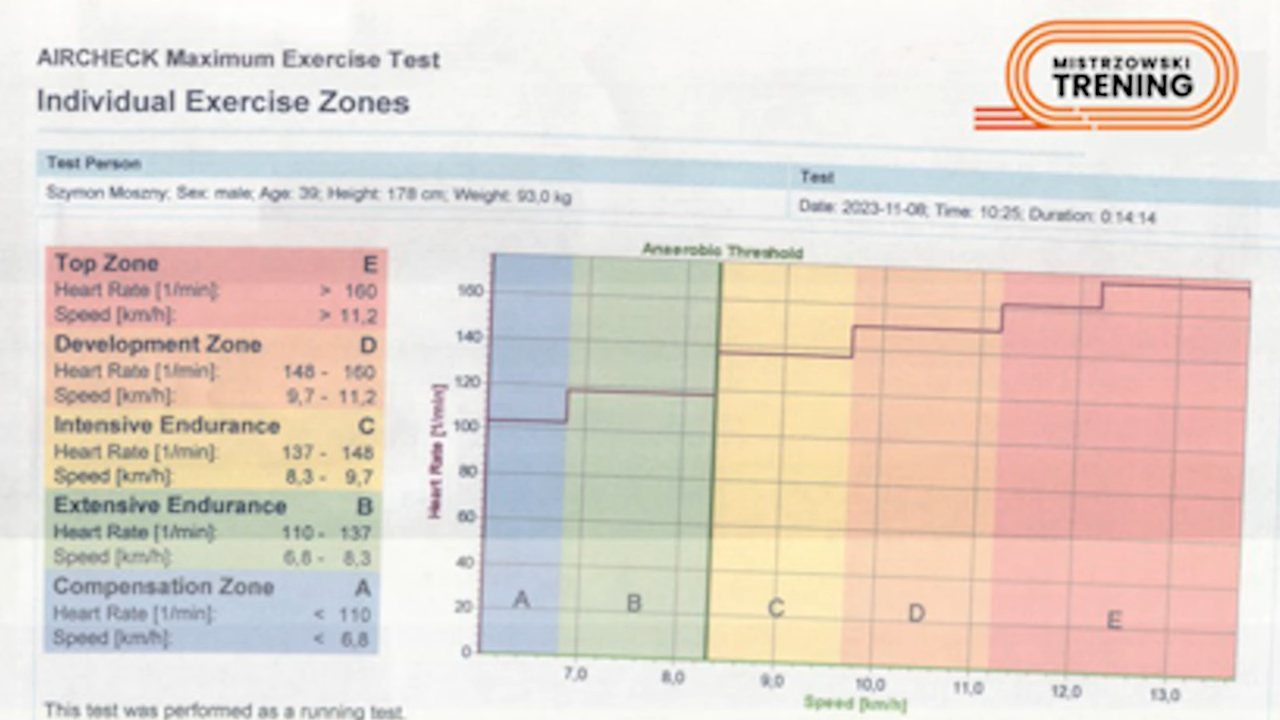 AIRCHECK Maximum Exercise Test
MISTRZOWSKI
TRENING
Individual Exercise Zones
Test Person
Test
Szymon Moszny; Sex: male; Age: 39; Height: 178 cm; Weight: 93,0 kg
Date: 2023-11-08; Time: 10:25; Duration: 0:14:14
Top Zone E
Heart Rate [1/min]: > 160
Speed [km/h]: > 11,2
Development Zone D
Heart Rate [1/min]: 148 - 160
Speed [km/h]: 9,7 - 11,2
Intensive Endurance C
Heart Rate [1/min]: 137 - 148
Speed [km/h]: 8,3 - 9,7
Extensive Endurance B
Heart Rate [1/min]: 110 - 137
Speed [km/h]: 6,8 - 8,3
Compensation Zone A
Heart Rate [1/min]: < 110
Speed [km/h]: < 6,8
This test was performed as a running test.
Anaerobic Threshold
Heart Rate [1/min]
160
140
120
100
80
60
40
20
0
A B C D E
7,0 8,0 9,0 10,0 11,0 12,0 13,0
Speed [km/h]